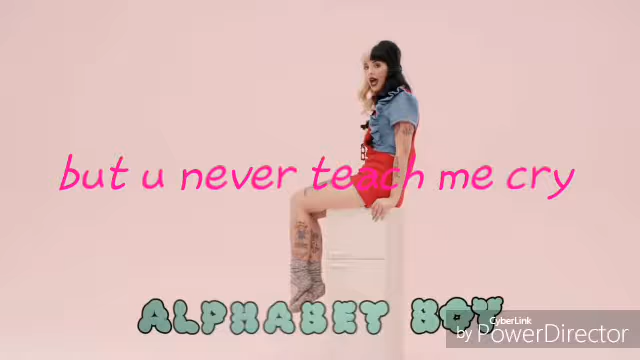 but u never teach me cry
ALPHABET BOY
CyberLink
by PowerDirector